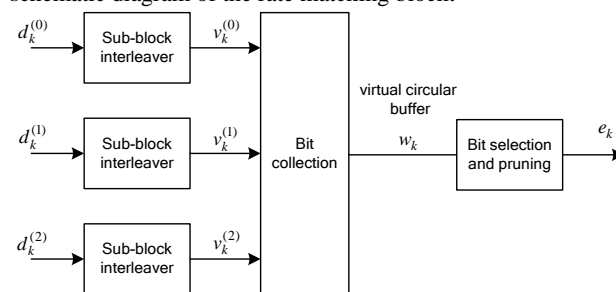 schematic diagram of the rate matching block.
d_k^{(0)}
Sub-block
interleaver
v_k^{(0)}
d_k^{(1)}
Sub-block
interleaver
v_k^{(1)}
d_k^{(2)}
Sub-block
interleaver
v_k^{(2)}
Bit
collection
virtual circular
buffer
w_k
Bit selection
and pruning
e_k